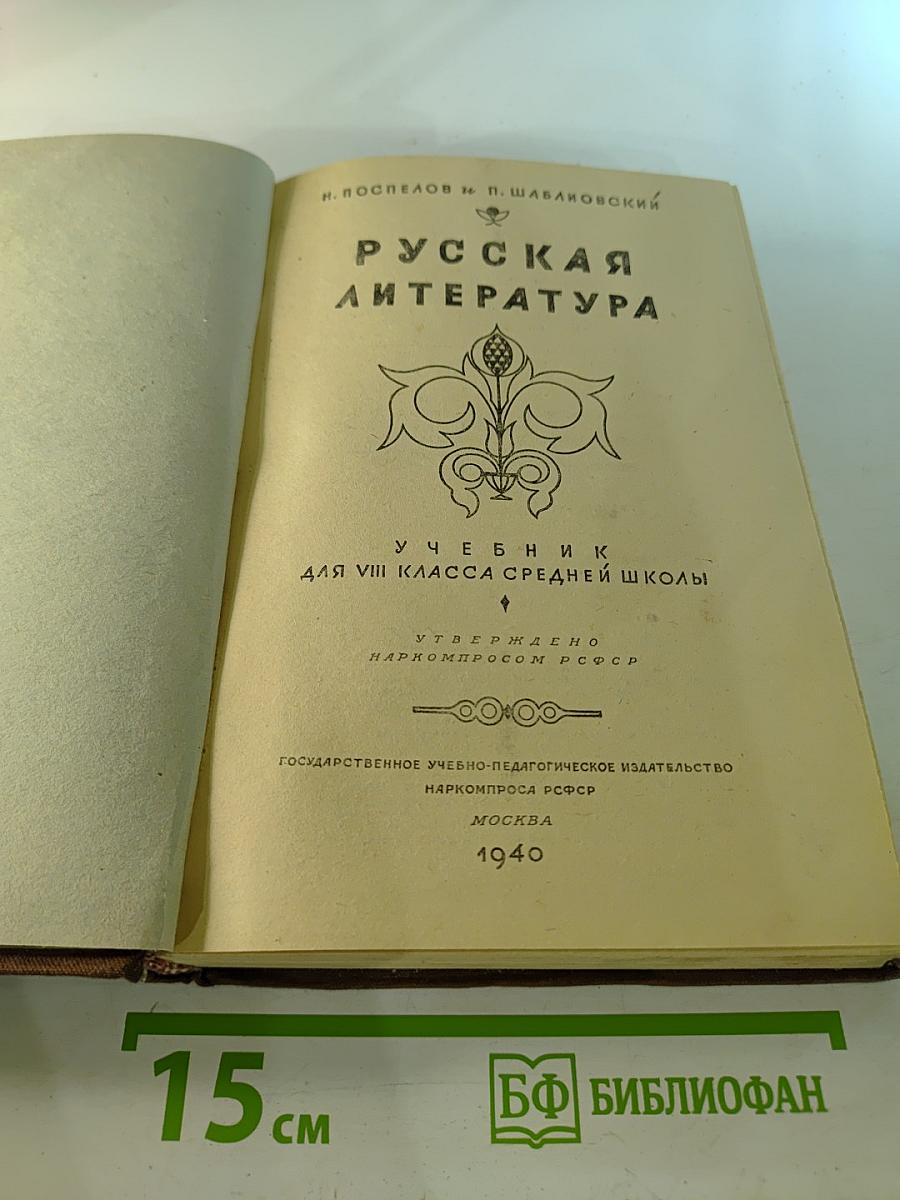 Н. ПОСПЕЛОВ и П. ШАБЛИОВСКИЙ
РУССКАЯ
ЛИТЕРАТУРА
УЧЕБНИК
ДЛЯ VIII КЛАССА СРЕДНЕЙ ШКОЛЫ
УТВЕРЖДЕНО
НАРКОМПРОСОМ РСФСР
ГОСУДАРСТВЕННОЕ УЧЕБНО-ПЕДАГОГИЧЕСКОЕ ИЗДАТЕЛЬСТВО
НАРКОМПРОСА РСФСР
МОСКВА
1940
15 см
БФ БИБЛИОФАН